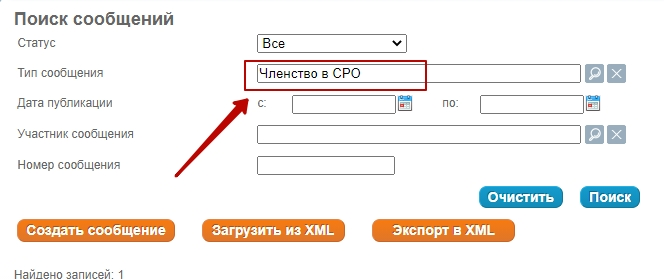 Поиск сообщений
Статус Все
Тип сообщения Членство в СРО
Дата публикации с: по:
Участник сообщения
Номер сообщения
Очистить Поиск
Создать сообщение Загрузить из XML Экспорт в XML
Найдено записей: 1